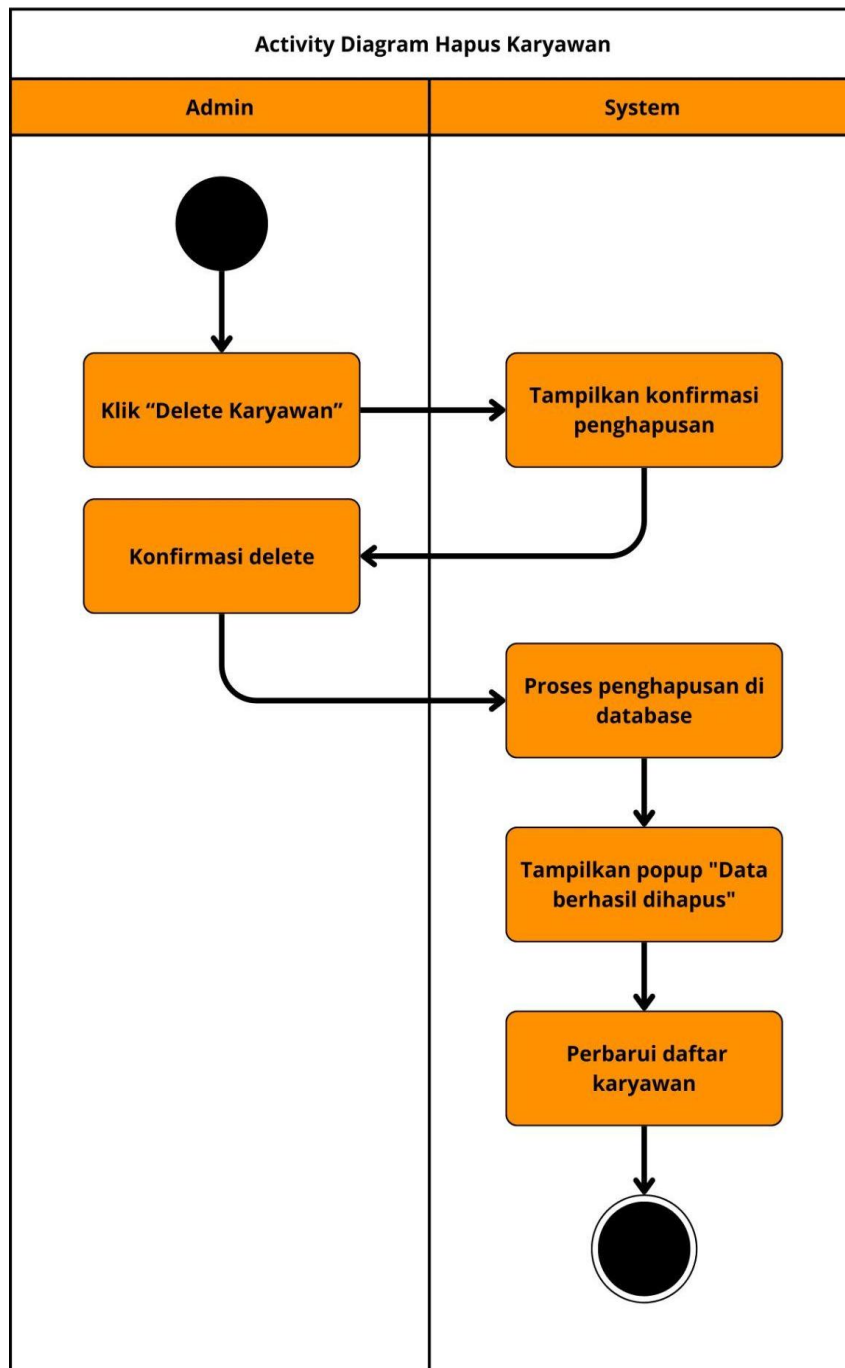 Activity Diagram Hapus Karyawan
Admin
System
Klik “Delete Karyawan”
Tampilkan konfirmasi
penghapusan
Konfirmasi delete
Proses penghapusan di
database
Tampilkan popup "Data
berhasil dihapus"
Perbarui daftar
karyawan